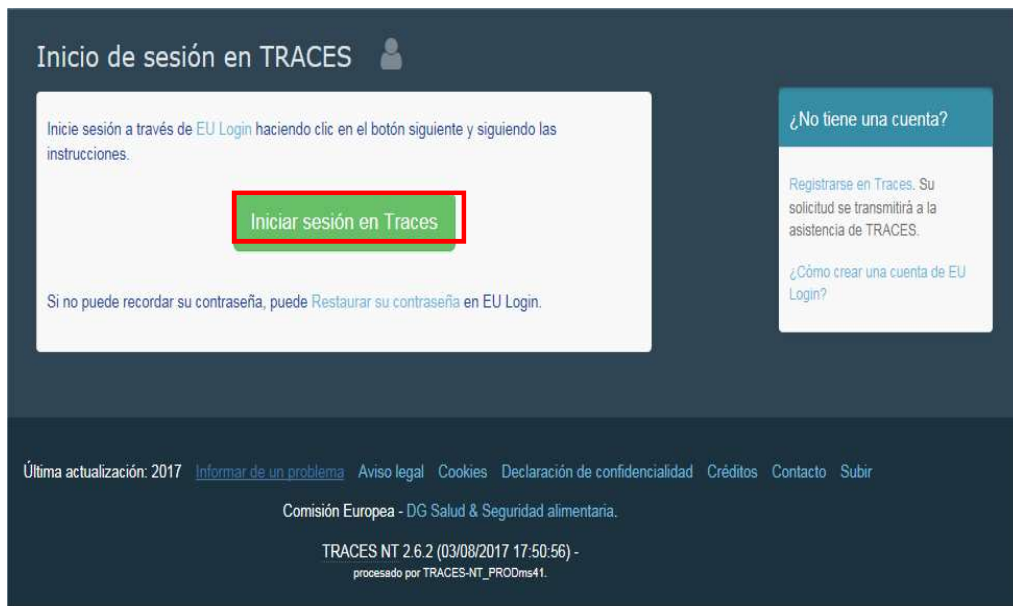 Inicio de sesión en TRACES
Inicie sesión a través de EU Login haciendo clic en el botón siguiente y siguiendo las
instrucciones.
Iniciar sesión en Traces
Si no puede recordar su contraseña, puede Restaurar su contraseña en EU Login.
¿No tiene una cuenta?
Registrarse en Traces. Su
solicitud se transmitirá a la
asistencia de TRACES.
¿Cómo crear una cuenta de EU
Login?
Última actualización: 2017 Informar de un problema Aviso legal Cookies Declaración de confidencialidad Créditos Contacto Subir
Comisión Europea - DG Salud & Seguridad alimentaria.
TRACES NT 2.6.2 (03/08/2017 17:50:56) -
procesado por TRACES-NT_PRODms41.